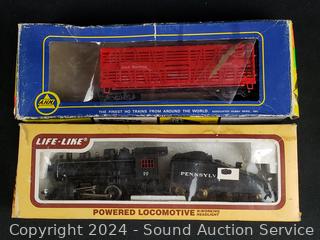 AHM
THE FINEST HO TRAINS FROM AROUND THE WORLD
LIFE-LIKE®
PENNSYLV
POWERED LOCOMOTIVE
HEADLIGHT
Copyright 2024 - Sound Auction Service